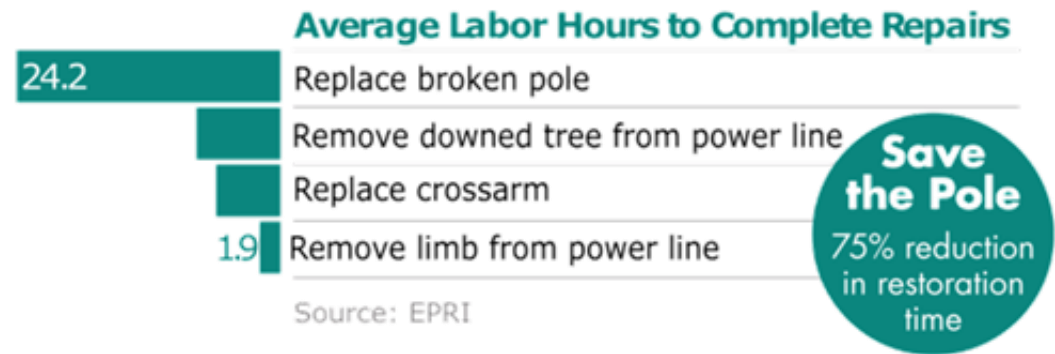 Average Labor Hours to Complete Repairs
24.2 Replace broken pole
Remove downed tree from power line
Replace crossarm
1.9 Remove limb from power line
Source: EPRI
Save
the Pole
75% reduction
in restoration
time